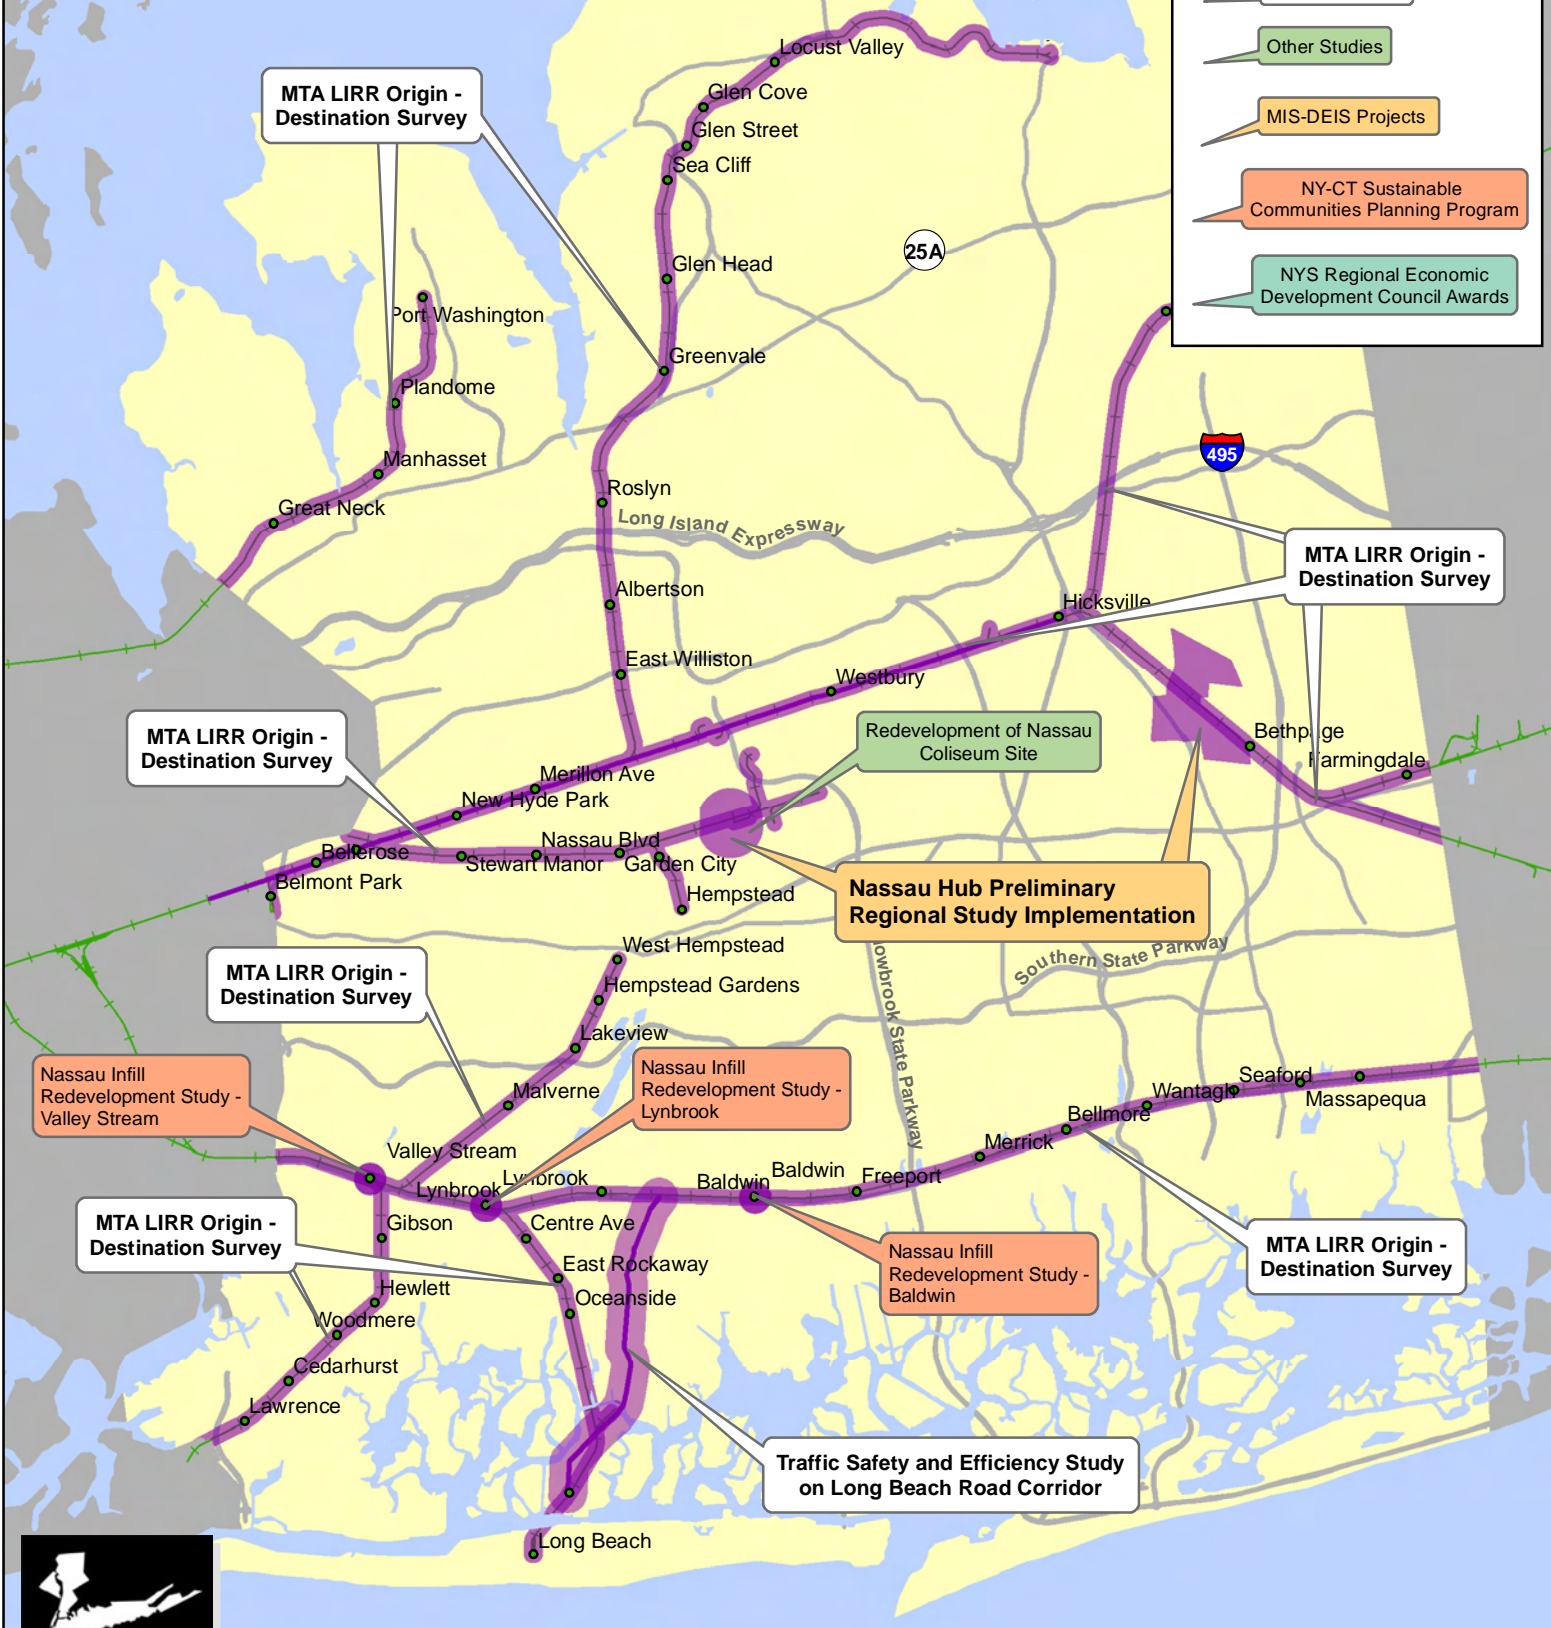 Other Studies
MIS-DEIS Projects
NY-CT Sustainable
Communities Planning Program
NYS Regional Economic
Development Council Awards
Locust Valley
MTA LIRR Origin -
Destination Survey
Glen Cove
Glen Street
Sea Cliff
25A
Glen Head
Port Washington
Greenvale
Plandome
495
Manhasset
Roslyn
Great Neck
Long Island Expressway
MTA LIRR Origin -
Destination Survey
Albertson
Hicksville
East Williston
Westbury
MTA LIRR Origin -
Destination Survey
Redevelopment of Nassau
Coliseum Site
Bethpage
Farmingdale
Merillon Ave
New Hyde Park
Nassau Blvd
Bellerose
Stewart Manor
Garden City
Belmont Park
Hempstead
Nassau Hub Preliminary
Regional Study Implementation
West Hempstead
Southern State Parkway
MTA LIRR Origin -
Destination Survey
Hempstead Gardens
owbrook State Parkway
Lakeview
Nassau Infill
Redevelopment Study -
Valley Stream
Nassau Infill
Redevelopment Study -
Lynbrook
Malverne
Seaford
Wantagh
Massapequa
Bellmore
Merrick
Valley Stream
Lynbrook
Lynbrook
Baldwin
Baldwin
Freeport
MTA LIRR Origin -
Destination Survey
Gibson
Centre Ave
Nassau Infill
Redevelopment Study -
Baldwin
MTA LIRR Origin -
Destination Survey
East Rockaway
Hewlett
Oceanside
Woodmere
Cedarhurst
Lawrence
Traffic Safety and Efficiency Study
on Long Beach Road Corridor
Long Beach